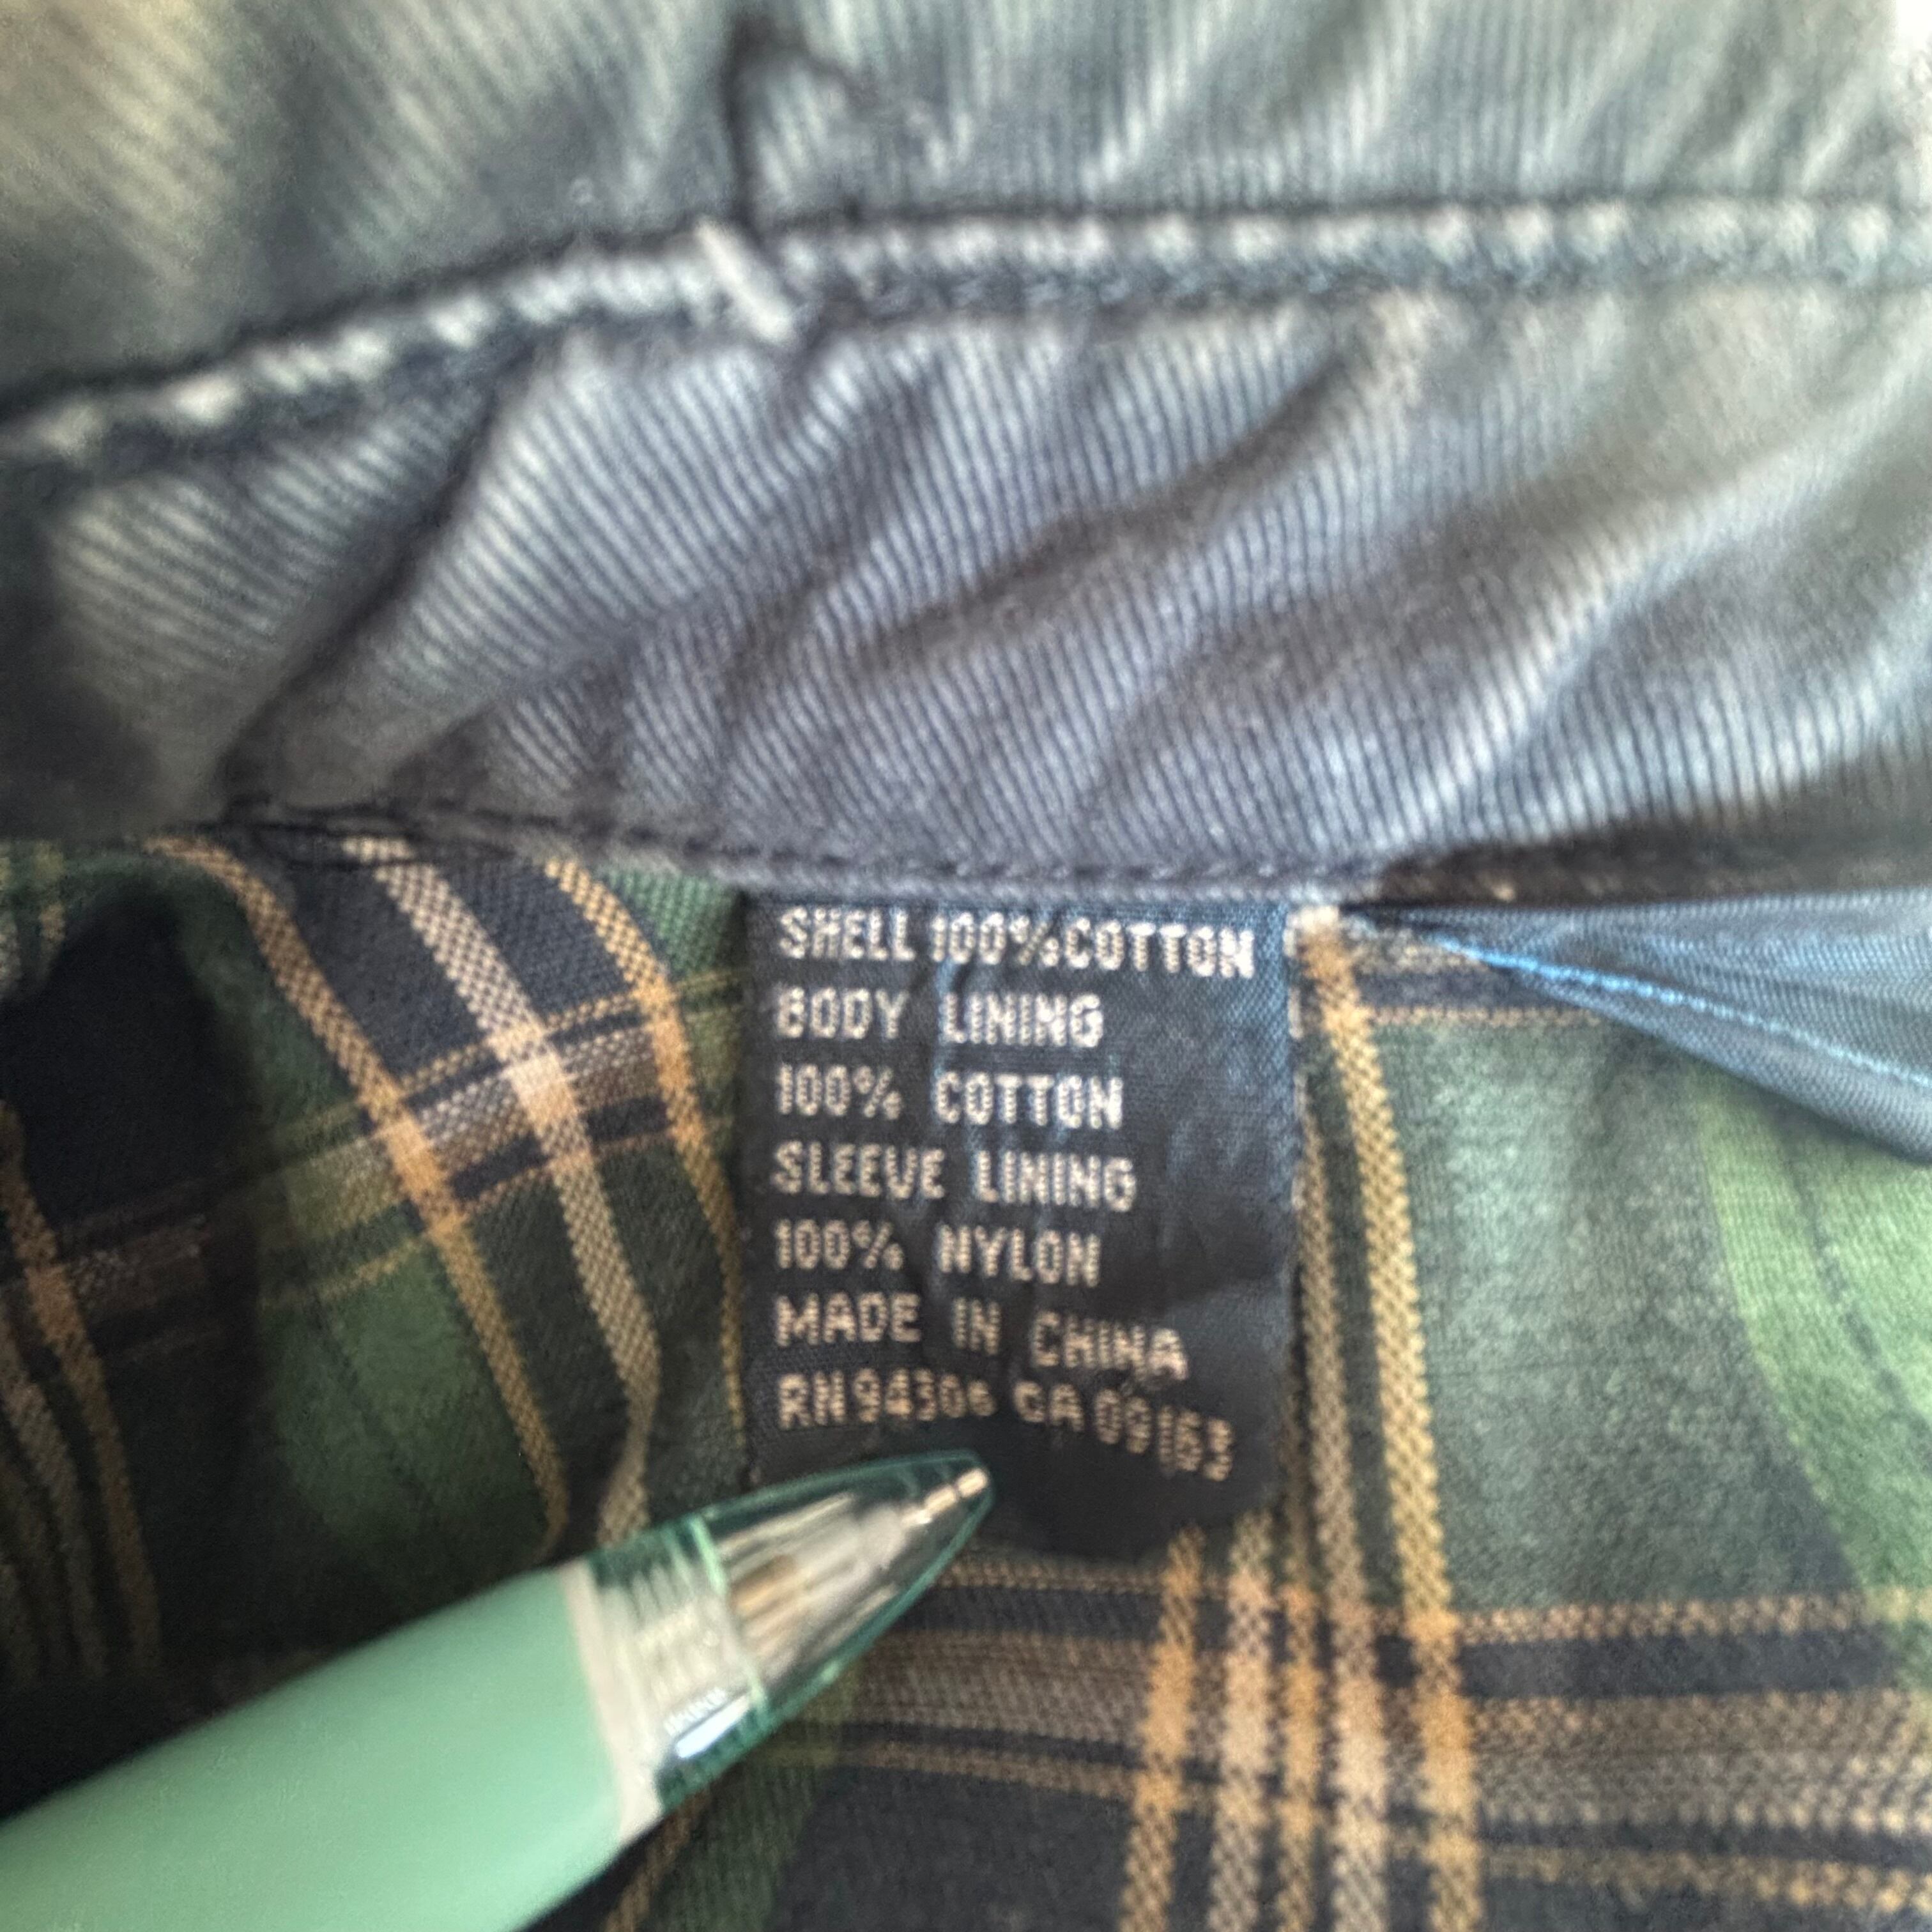 SHELL 100% COTTON
BODY LINING
100% COTTON
SLEEVE LINING
100% NYLON
MADE IN CHINA
RN 94306 CA 09163